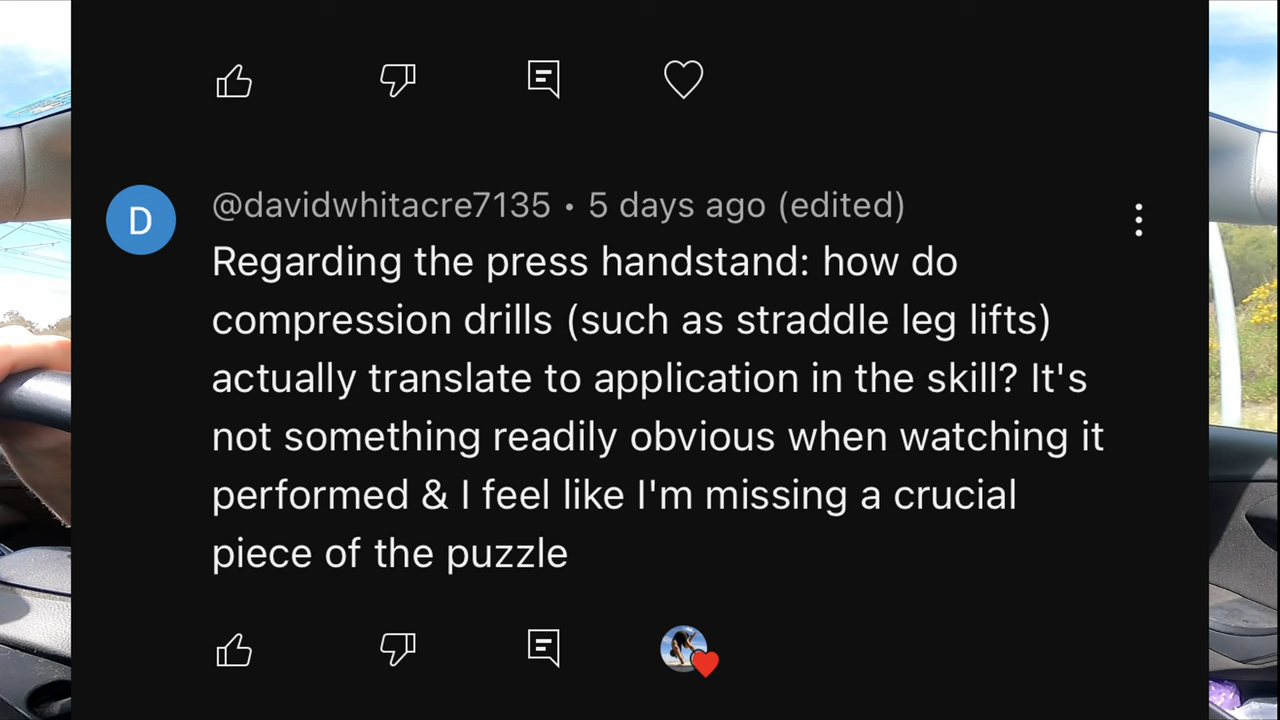 D
@davidwhitacre7135 • 5 days ago (edited)
Regarding the press handstand: how do
compression drills (such as straddle leg lifts)
actually translate to application in the skill? It's
not something readily obvious when watching it
performed & I feel like I'm missing a crucial
piece of the puzzle